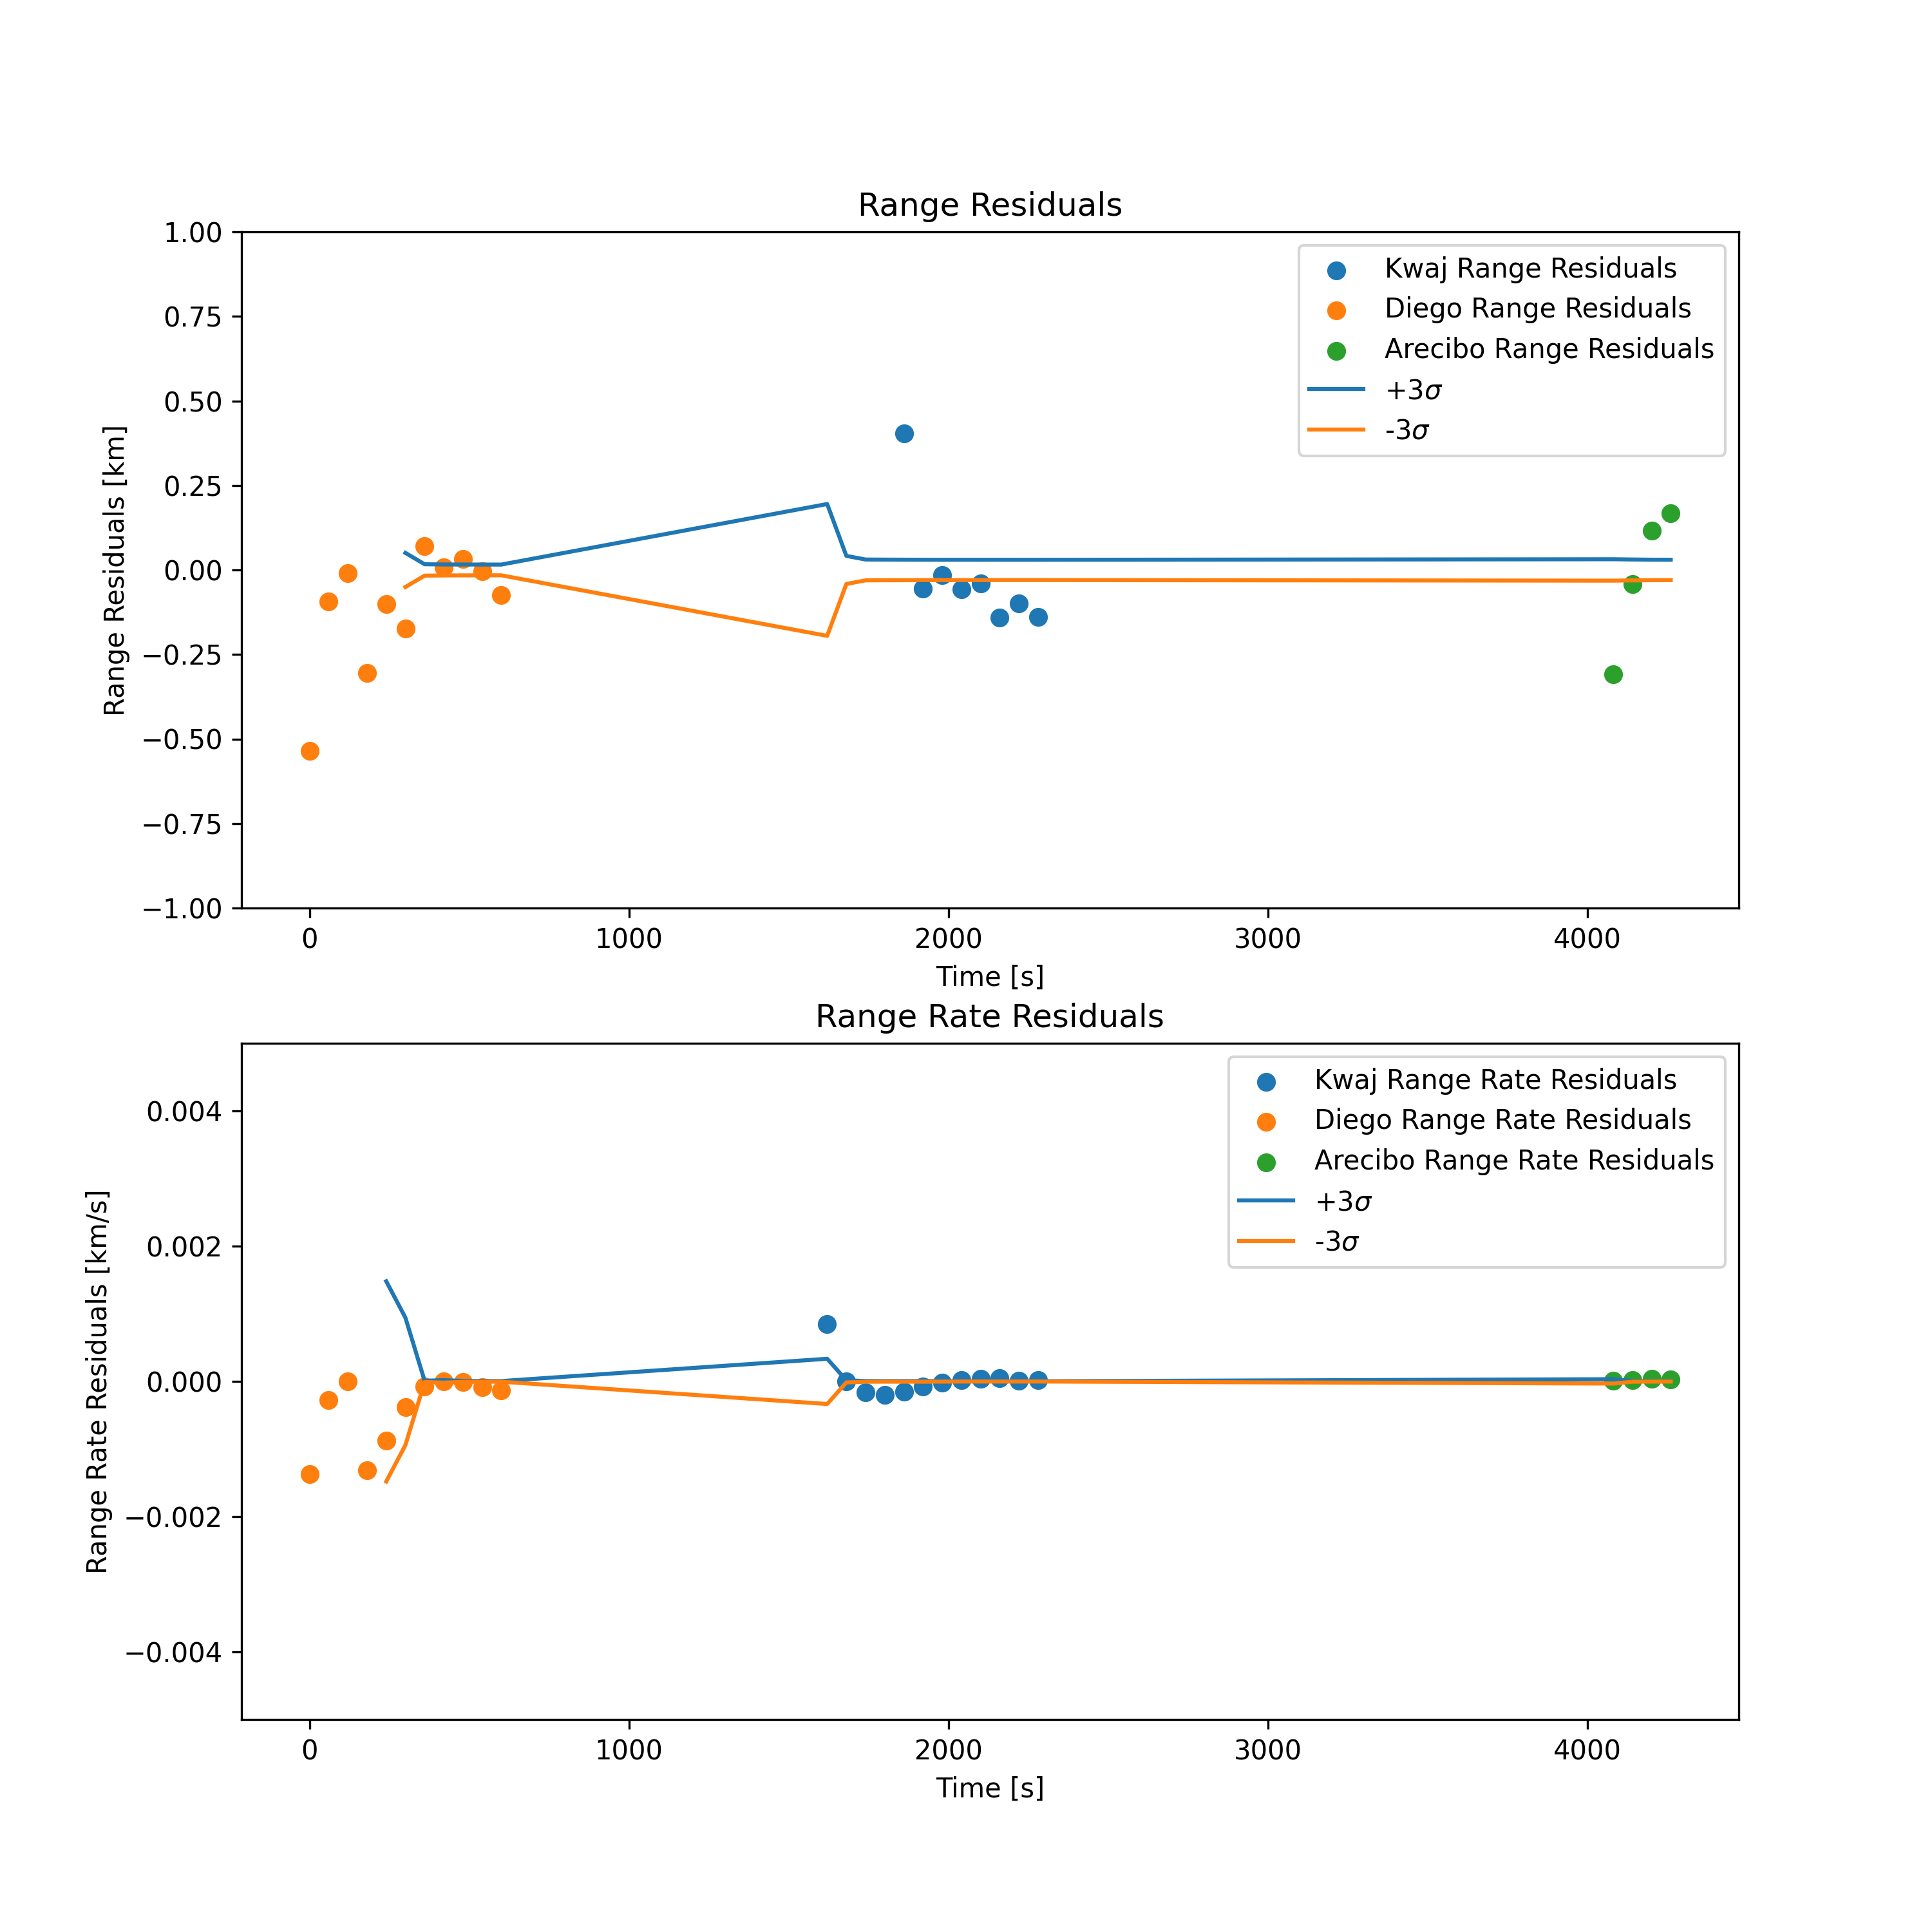 Range Residuals
1.00
0.75
0.50
0.25
0.00
−0.25
−0.50
−0.75
−1.00
Range Residuals [km]
Kwaj Range Residuals
Diego Range Residuals
Arecibo Range Residuals
+3σ
-3σ
0 1000 2000 3000 4000
Time [s]
Range Rate Residuals
0.004
0.002
0.000
−0.002
−0.004
Range Rate Residuals [km/s]
Kwaj Range Rate Residuals
Diego Range Rate Residuals
Arecibo Range Rate Residuals
+3σ
-3σ
0 1000 2000 3000 4000
Time [s]